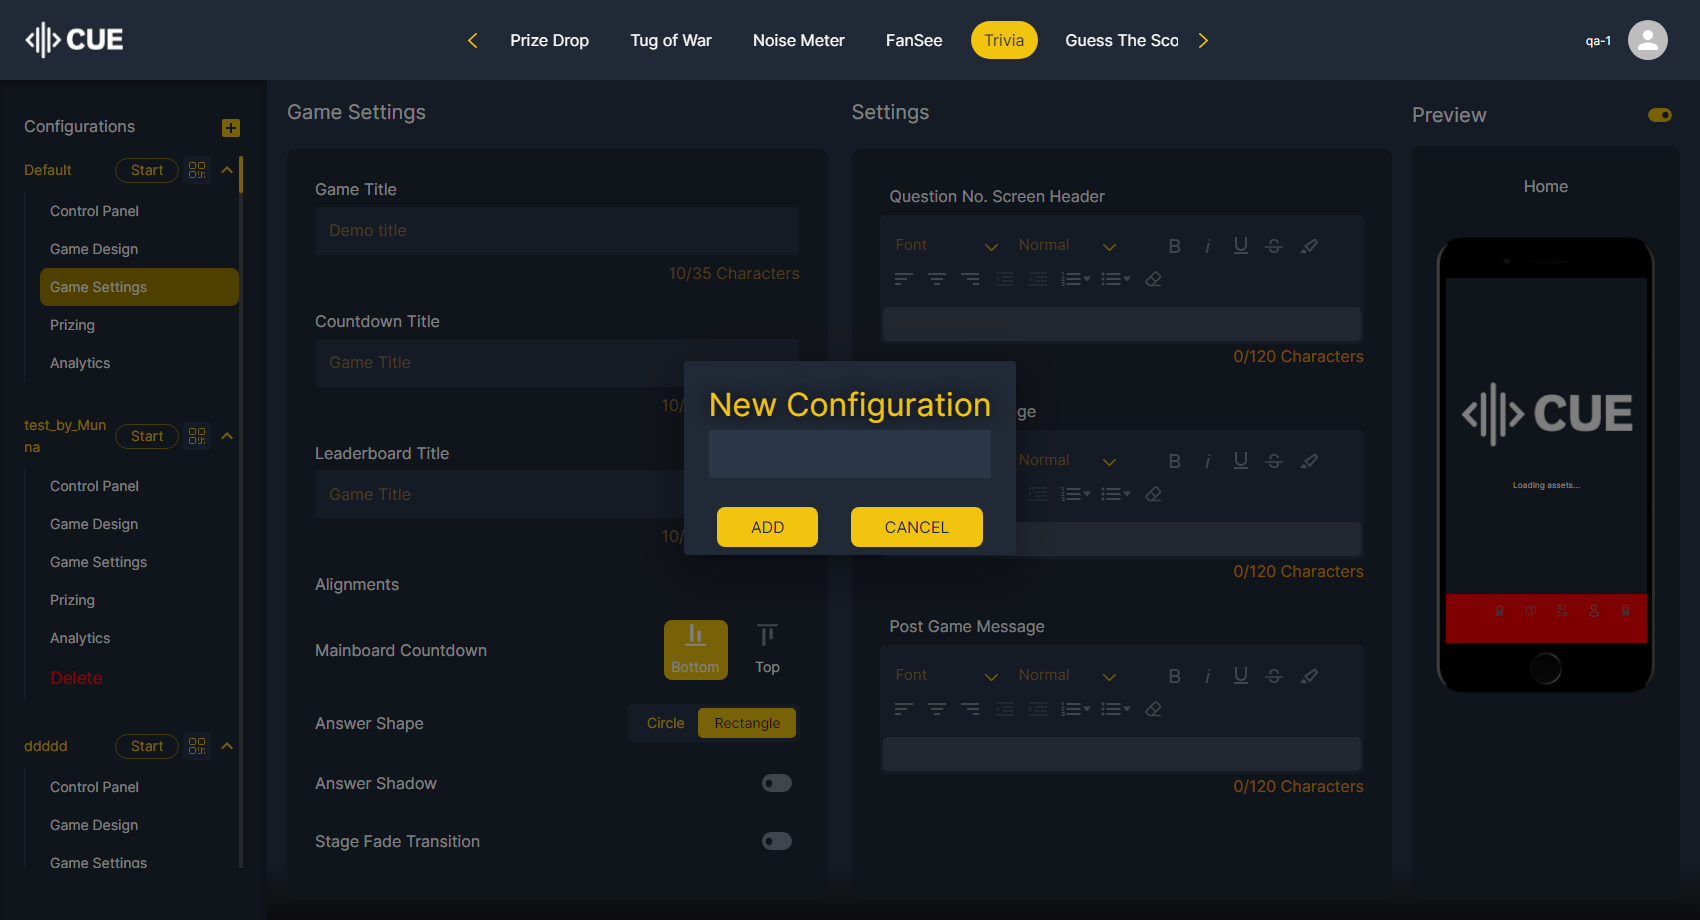 CUE
Prize Drop
Tug of War
Noise Meter
FanSee
Trivia
Guess The Sco
qa-1
Configurations
Default
Start
Control Panel
Game Design
Game Settings
Prizing
Analytics
test_by_Mun
na
Start
Control Panel
Game Design
Game Settings
Prizing
Analytics
Delete
ddddd
Start
Control Panel
Game Design
Game Settings
Game Settings
Game Title
Demo title
10/35 Characters
Countdown Title
Game Title
10/
Leaderboard Title
Game Title
10/
Alignments
Mainboard Countdown
Bottom
Top
Answer Shape
Circle
Rectangle
Answer Shadow
Stage Fade Transition
New Configuration
ADD
CANCEL
Settings
Question No. Screen Header
Font
Normal
0/120 Characters
ge
Normal
0/120 Characters
Post Game Message
Font
Normal
0/120 Characters
Preview
Home
CUE
Loading assets...